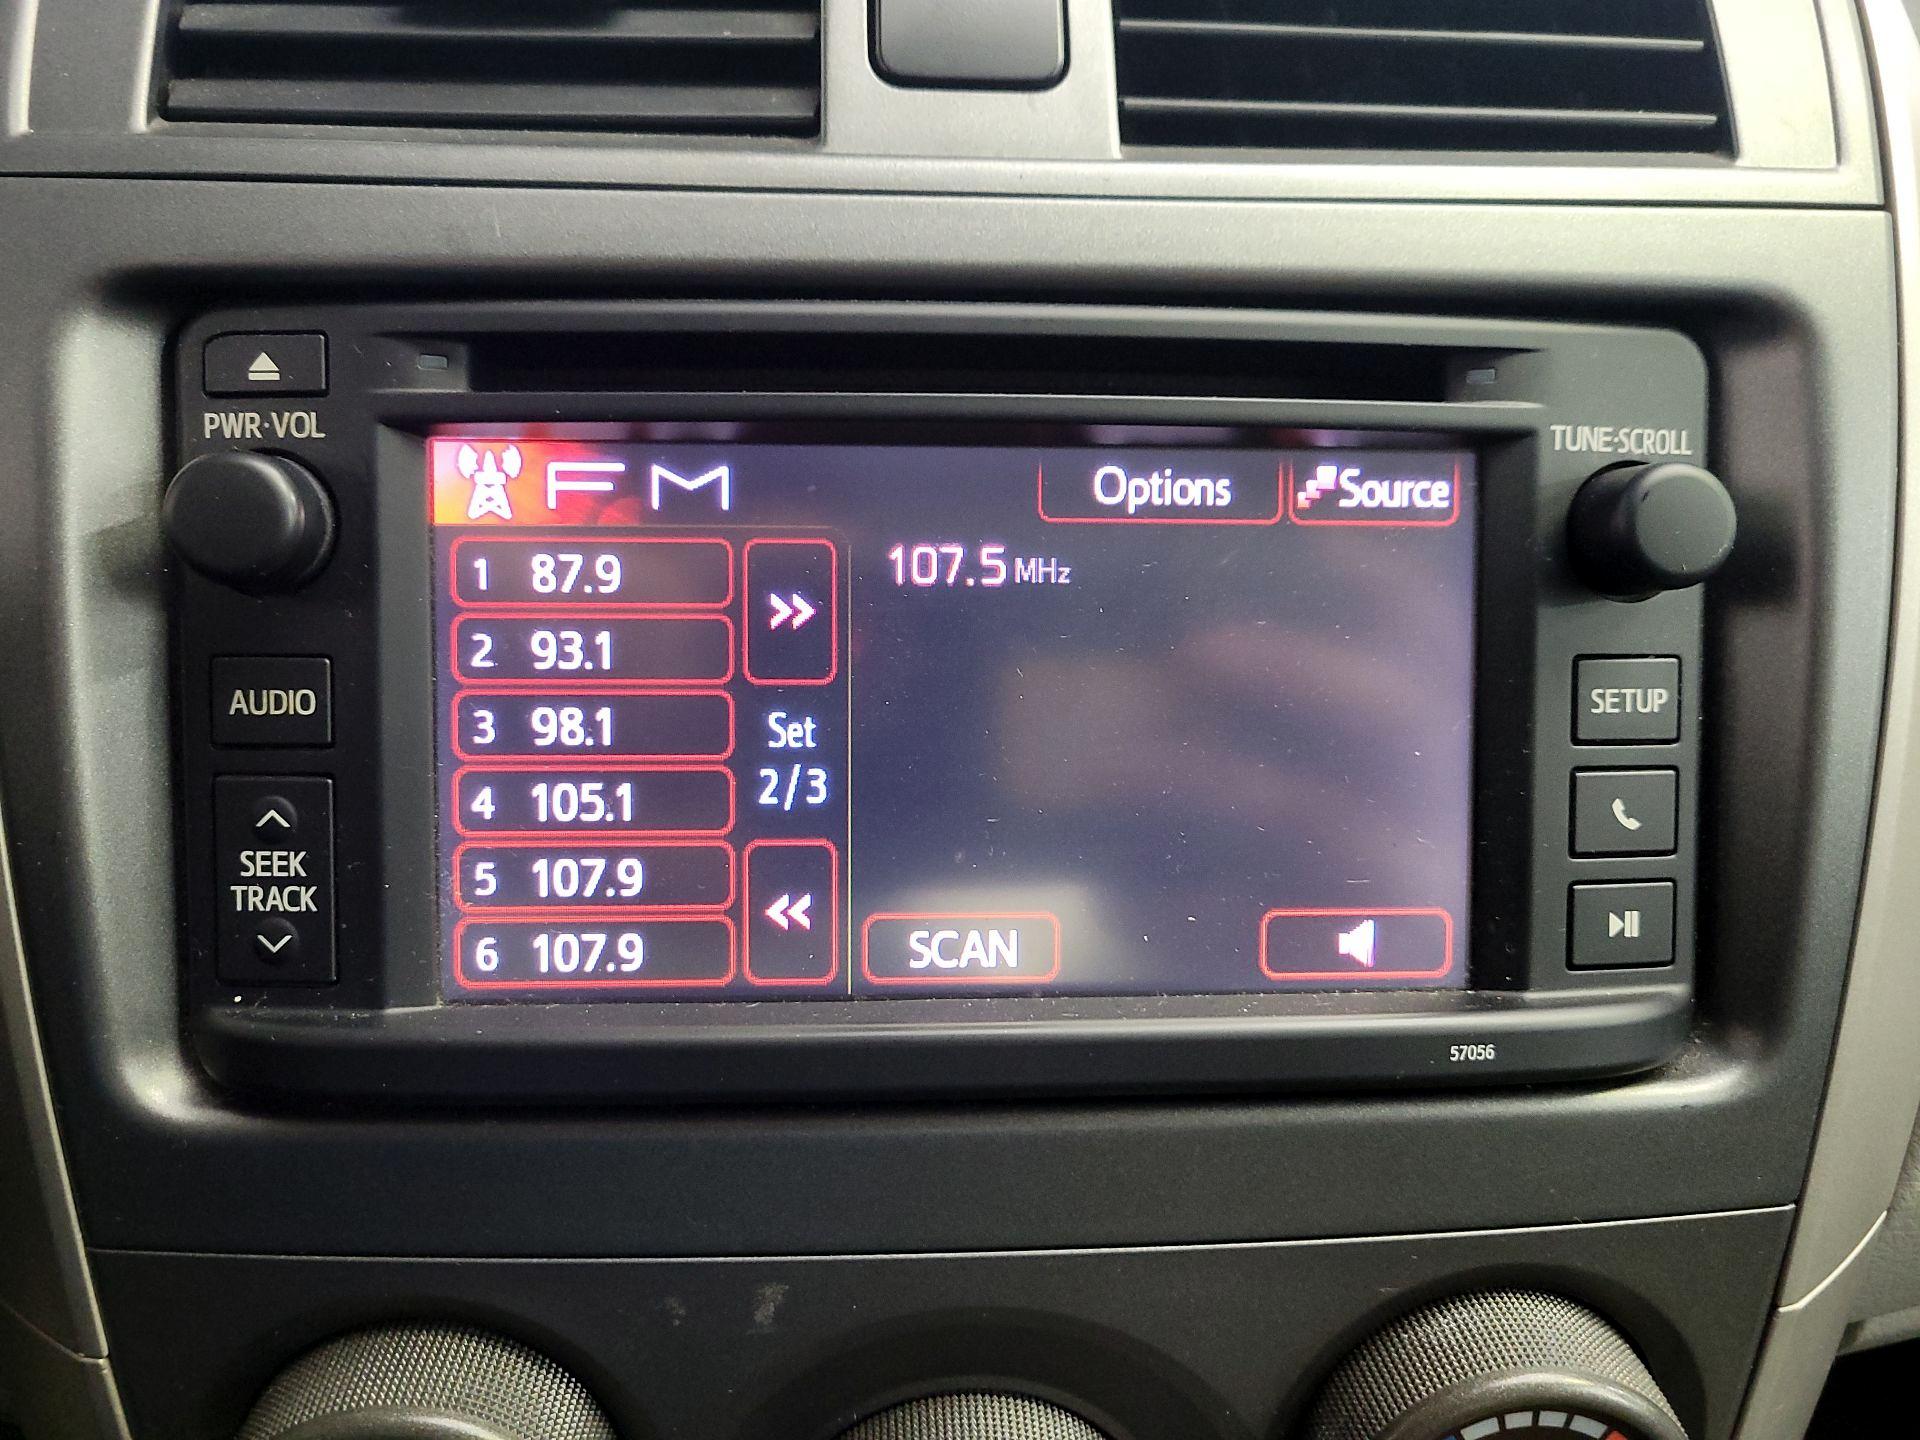 PWR·VOL
TUNE·SCROLL
FM
Options
Source
1 87.9
107.5 MHz
2 93.1
AUDIO
SETUP
3 98.1
Set
2/3
4 105.1
SEEK
TRACK
5 107.9
6 107.9
SCAN
57056